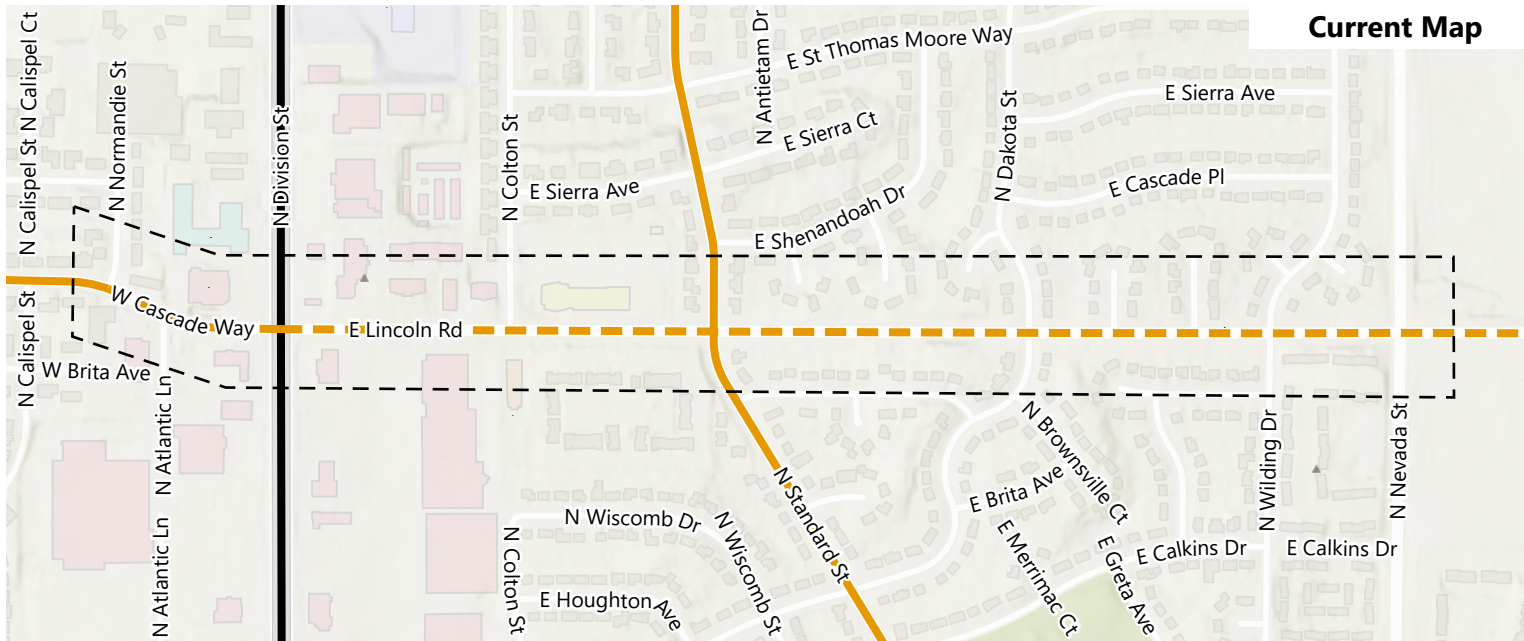 Current Map
N Calispel St N Calispel Ct
N Normandie St
N Division St
N Colton St
N Antietam Dr
E St Thomas Moore Way
E Sierra Ct
E Sierra Ave
N Dakota St
E Sierra Ave
E Cascade Pl
E Shenandoah Dr
W Cascade Way
E Lincoln Rd
N Calispel St
W Brita Ave
N Atlantic Ln
N Atlantic Ln
N Colton St
N Wiscomb Dr
N Wiscomb St
E Houghton Ave
N Standard St
E Brita Ave
N Brownsville Ct
E Merrimac Ct
E Greta Ave
E Calkins Dr
N Wilding Dr
E Calkins Dr
N Nevada St